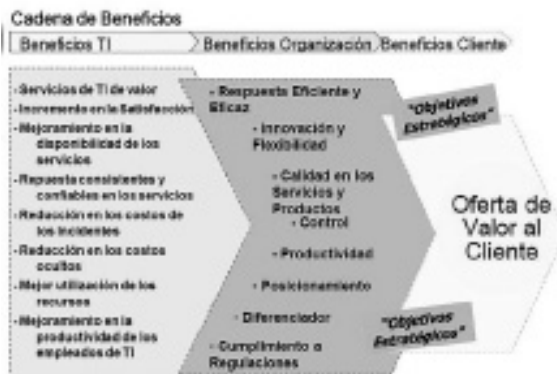 Cadena de Beneficios
Beneficios TI
Beneficios Organización
Beneficios Cliente
- Servicios de TI de valor
- Incremento en la Satisfacción
- Mejoramiento en la
disponibilidad de los
servicios
- Repuesta consistentes y
confiables en los servicios
- Reducción en los costos de
los incidentes
- Reducción en los costos
ocultos
- Mejor utilización de los
recursos
- Mejoramiento en la
productividad de los
empleados de TI
- Respuesta Eficiente y
Eficaz
- Innovación y
Flexibilidad
- Calidad en los
Servicios y
Productos
- Control
- Productividad
- Posicionamiento
- Diferenciador
- Cumplimiento a
Regulaciones
"Objetivos
Estratégicos"
Oferta de
Valor al
Cliente
"Objetivos
Estratégicos"